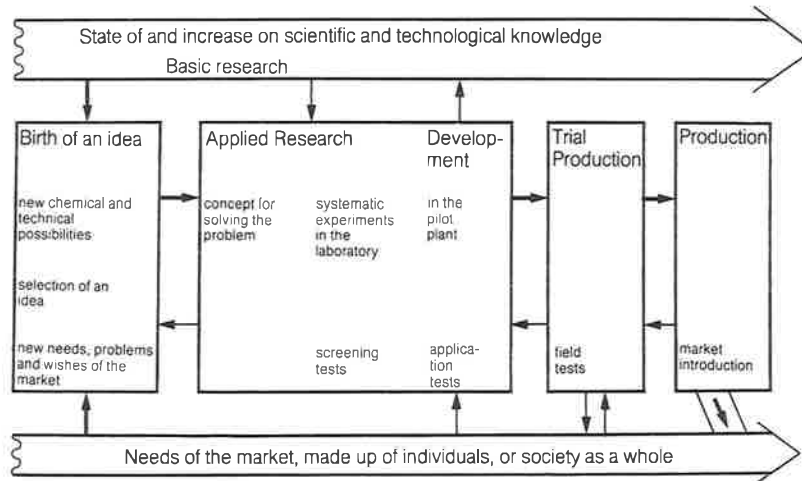 State of and increase on scientific and technological knowledge
Basic research
Birth of an idea
new chemical and
technical
possibilities
selection of an
idea
new needs, problems
and wishes of the
market
Applied Research
concept for
solving the
problem
systematic
experiments
in the
laboratory
screening
tests
Develop-
ment
in the
pilot
plant
applica-
tion
tests
Trial
Production
field
tests
Production
market
introduction
Needs of the market, made up of individuals, or society as a whole